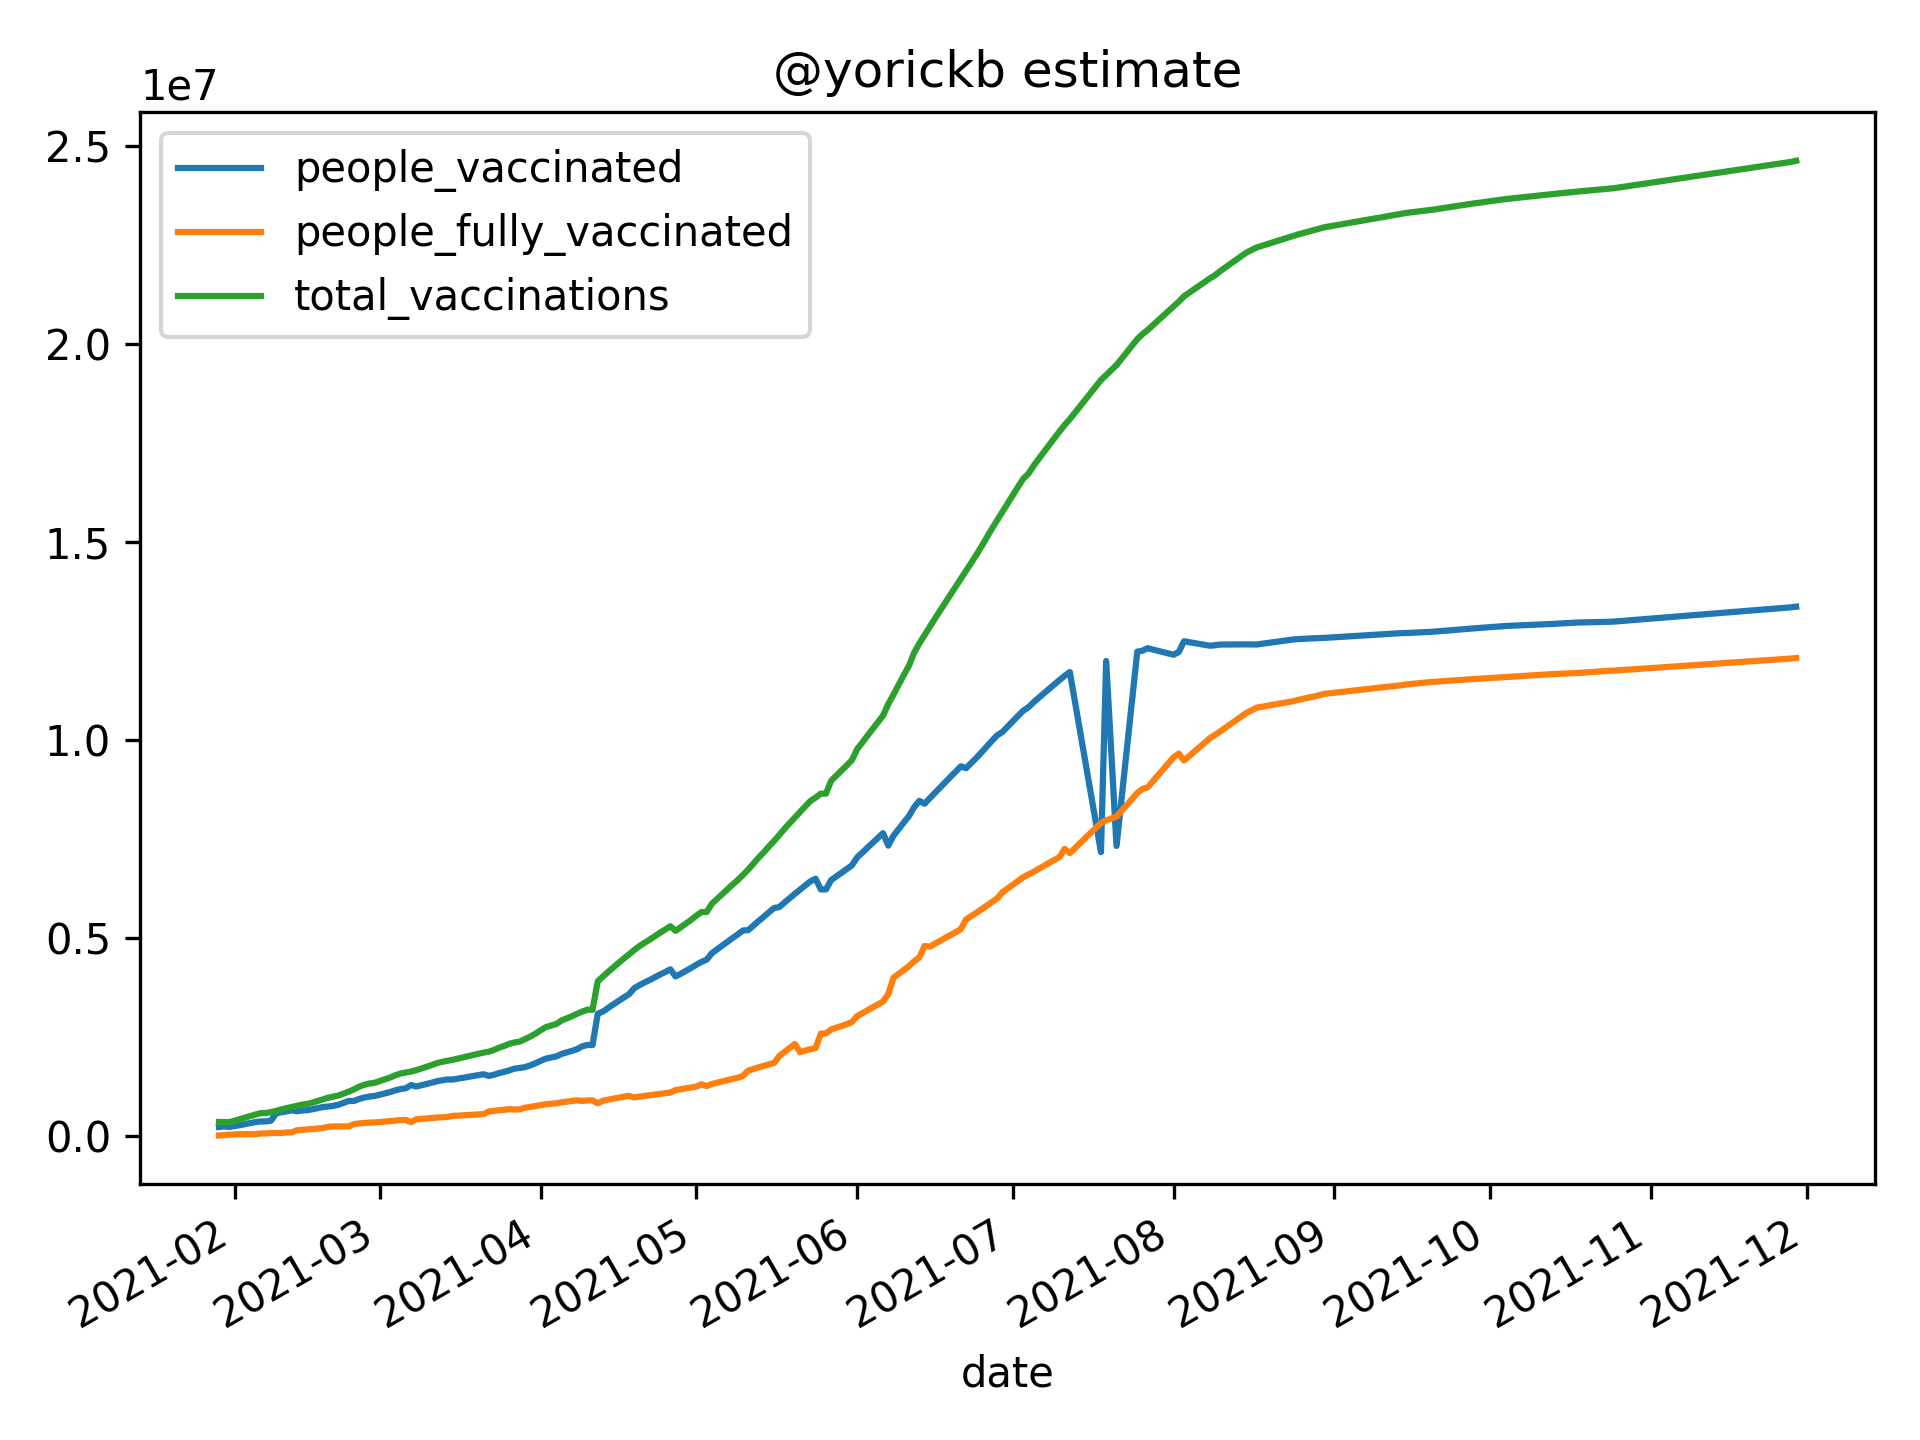 @yorickb estimate
1e7
people_vaccinated
people_fully_vaccinated
total_vaccinations
2.5
2.0
1.5
1.0
0.5
0.0
2021-02
2021-03
2021-04
2021-05
2021-06
2021-07
2021-08
2021-09
2021-10
2021-11
2021-12
date